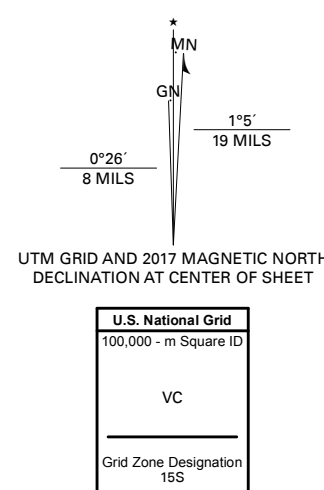 ★
MN
GN
1°5´
19 MILS
0°26´
8 MILS
UTM GRID AND 2017 MAGNETIC NORTH
DECLINATION AT CENTER OF SHEET
U.S. National Grid
100,000 - m Square ID
VC
Grid Zone Designation
15S